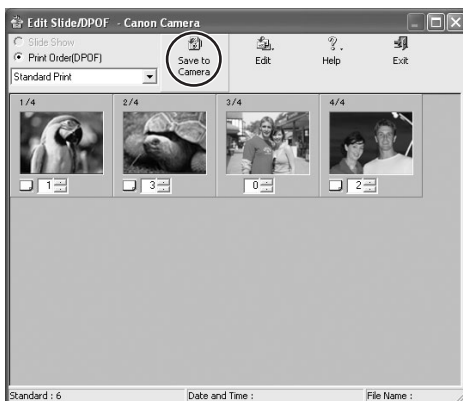 Edit Slide/DPOF - Canon Camera
Slide Show
Print Order(DPOF)
Standard Print
Save to
Camera
Edit
Help
Exit
1/4
2/4
3/4
4/4
1
3
0
2
Standard : 6
Date and Time :
File Name :